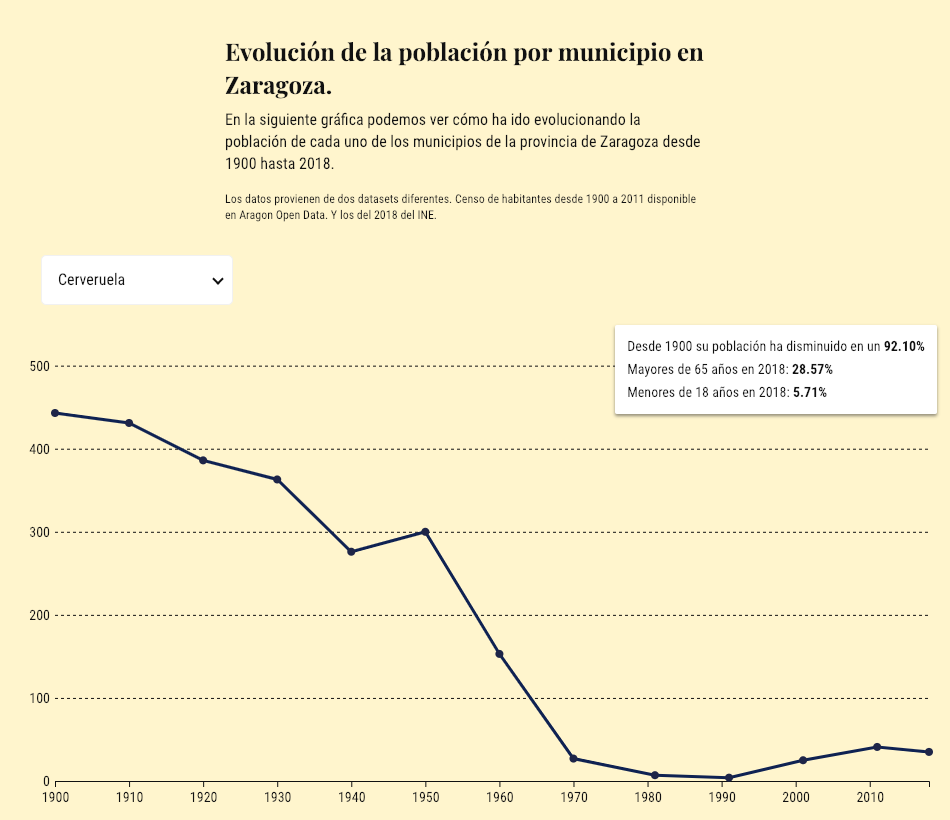 Evolución de la población por municipio en
Zaragoza.
En la siguiente gráfica podemos ver cómo ha ido evolucionando la
población de cada uno de los municipios de la provincia de Zaragoza desde
1900 hasta 2018.
Los datos provienen de dos datasets diferentes. Censo de habitantes desde 1900 a 2011 disponible
en Aragon Open Data. Y los del 2018 del INE.
Cerveruela
Desde 1900 su población ha disminuido en un 92.10%
Mayores de 65 años en 2018: 28.57%
Menores de 18 años en 2018: 5.71%
500
400
300
200
100
0
1900 1910 1920 1930 1940 1950 1960 1970 1980 1990 2000 2010